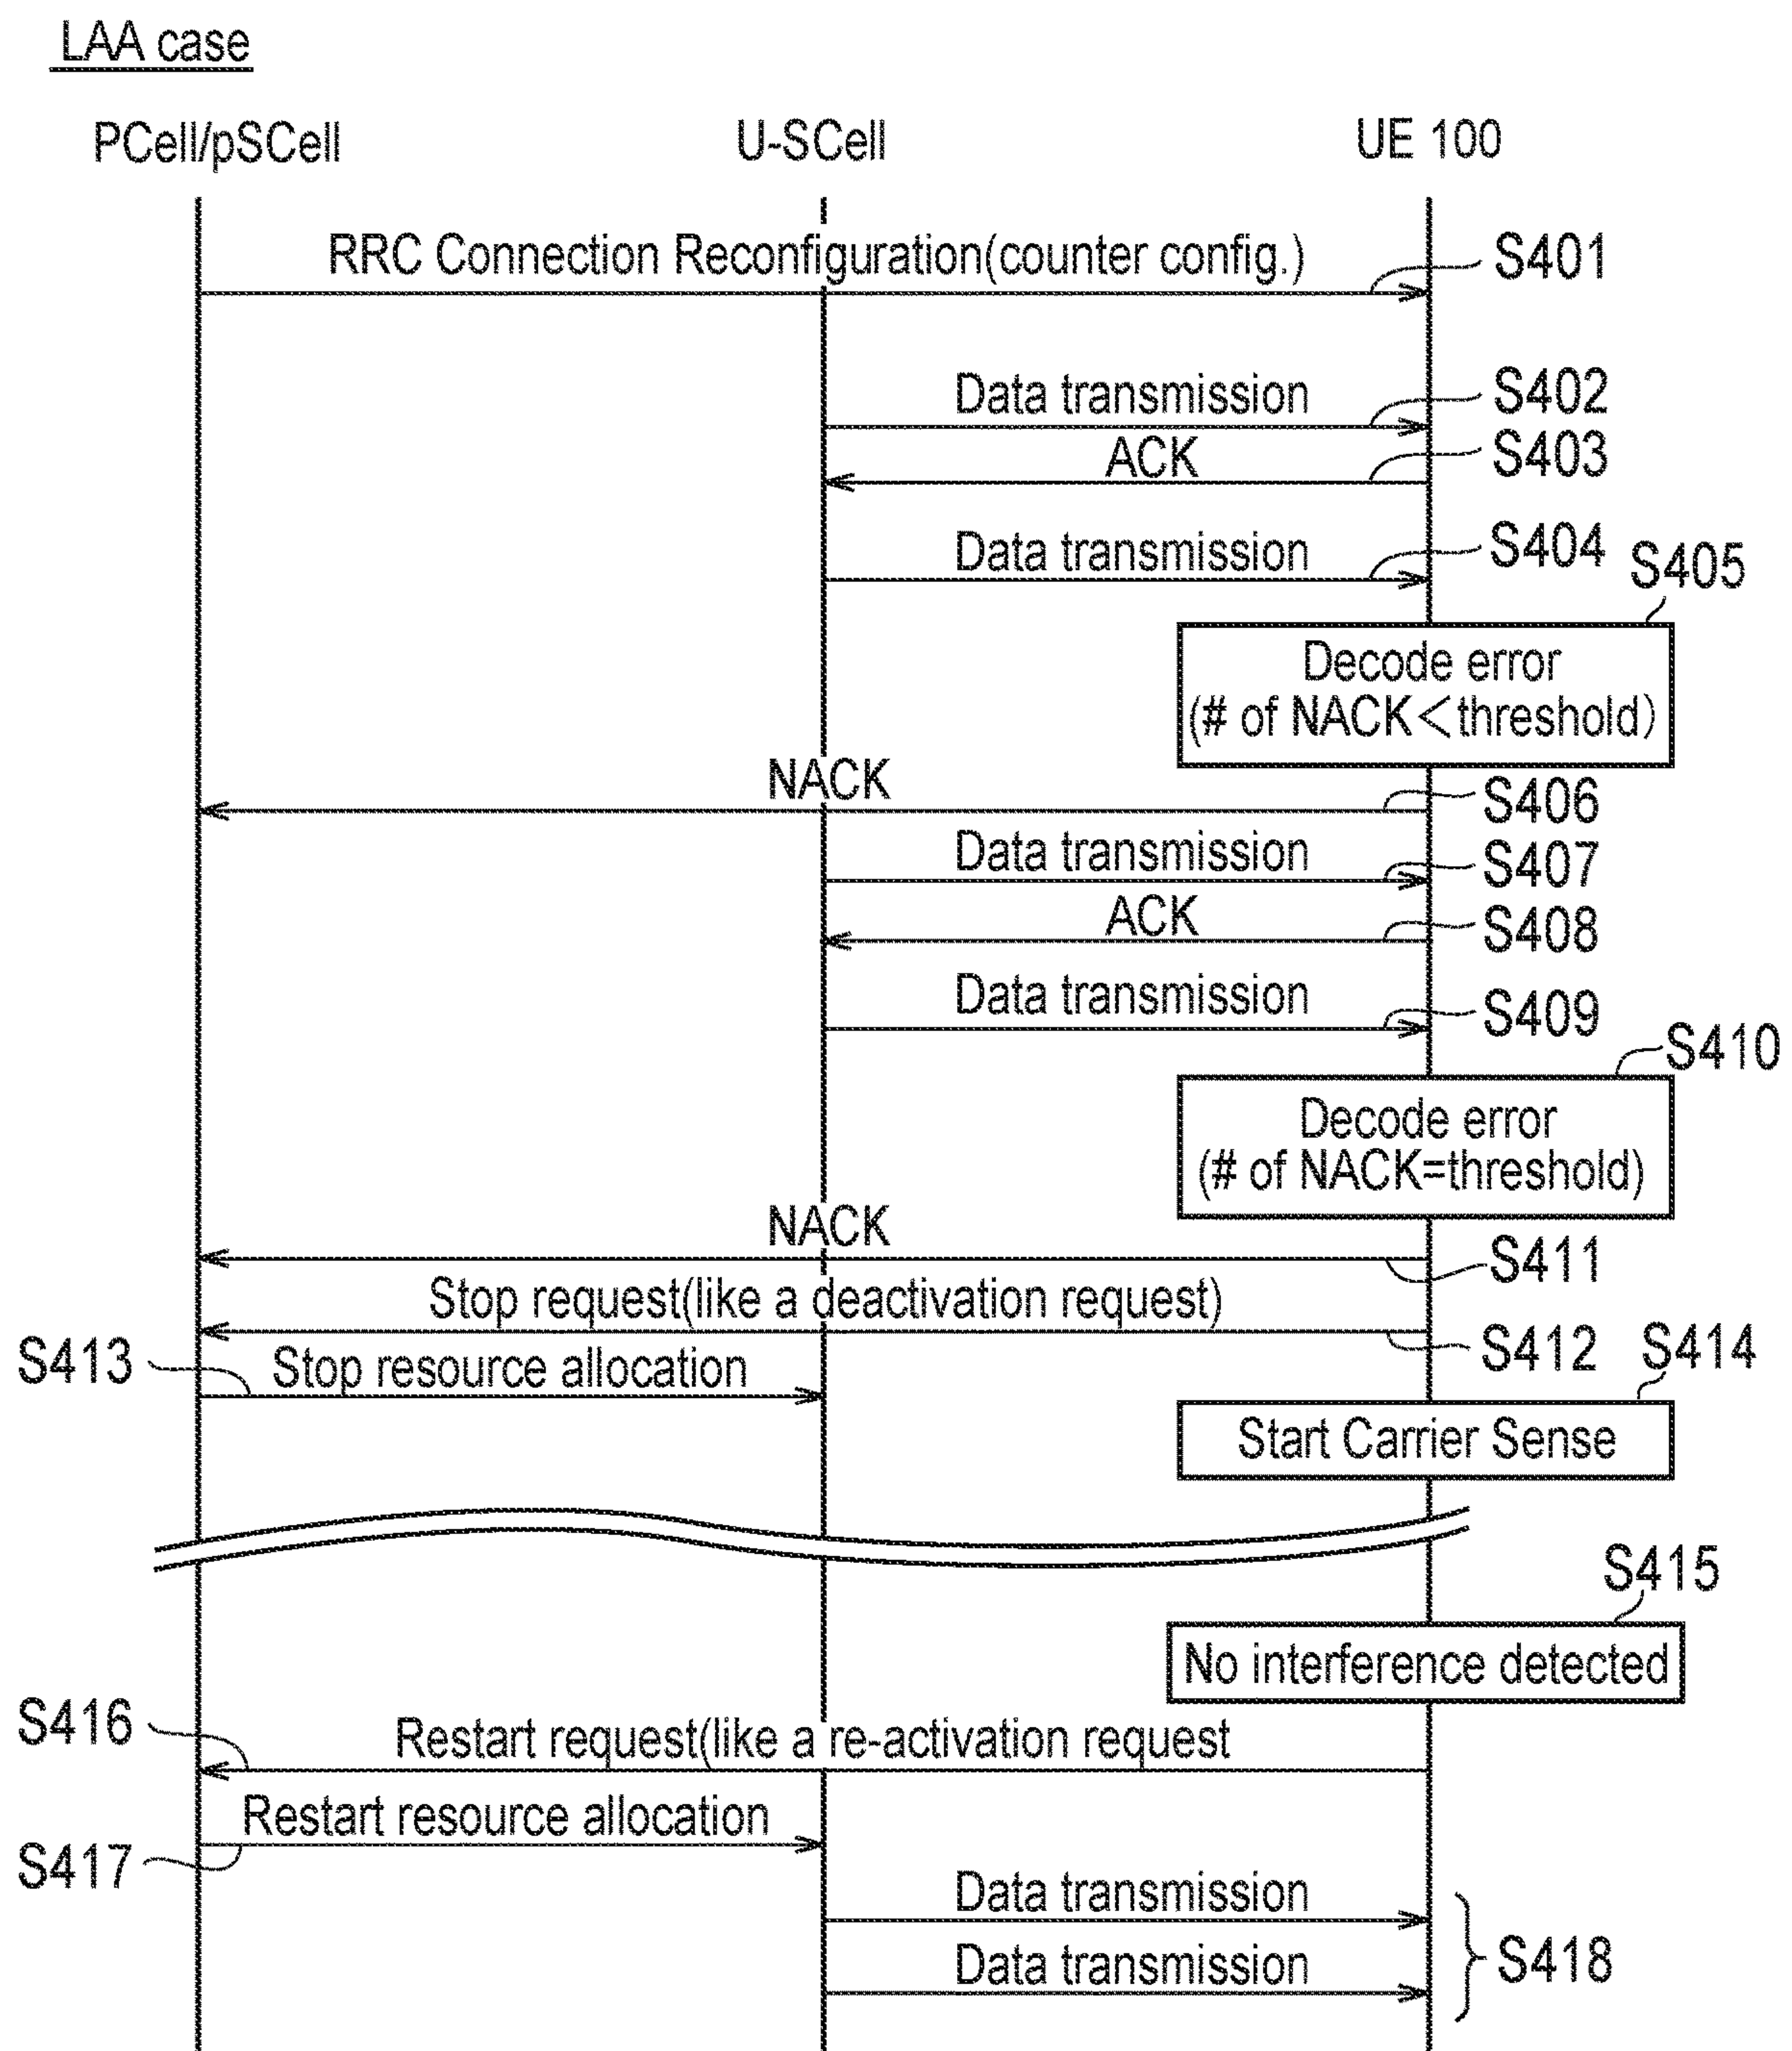 LAA case
PCell/pSCell
U-SCell
UE 100
RRC Connection Reconfiguration(counter config.)
S401
Data transmission
S402
ACK
S403
Data transmission
S404
S405
Decode error
(# of NACK<threshold)
NACK
S406
Data transmission
S407
ACK
S408
Data transmission
S409
S410
Decode error
(# of NACK=threshold)
NACK
S411
Stop request(like a deactivation request)
S412
S413
Stop resource allocation
S414
Start Carrier Sense
S415
No interference detected
S416
Restart request(like a re-activation request
Restart resource allocation
S417
Data transmission
Data transmission
S418